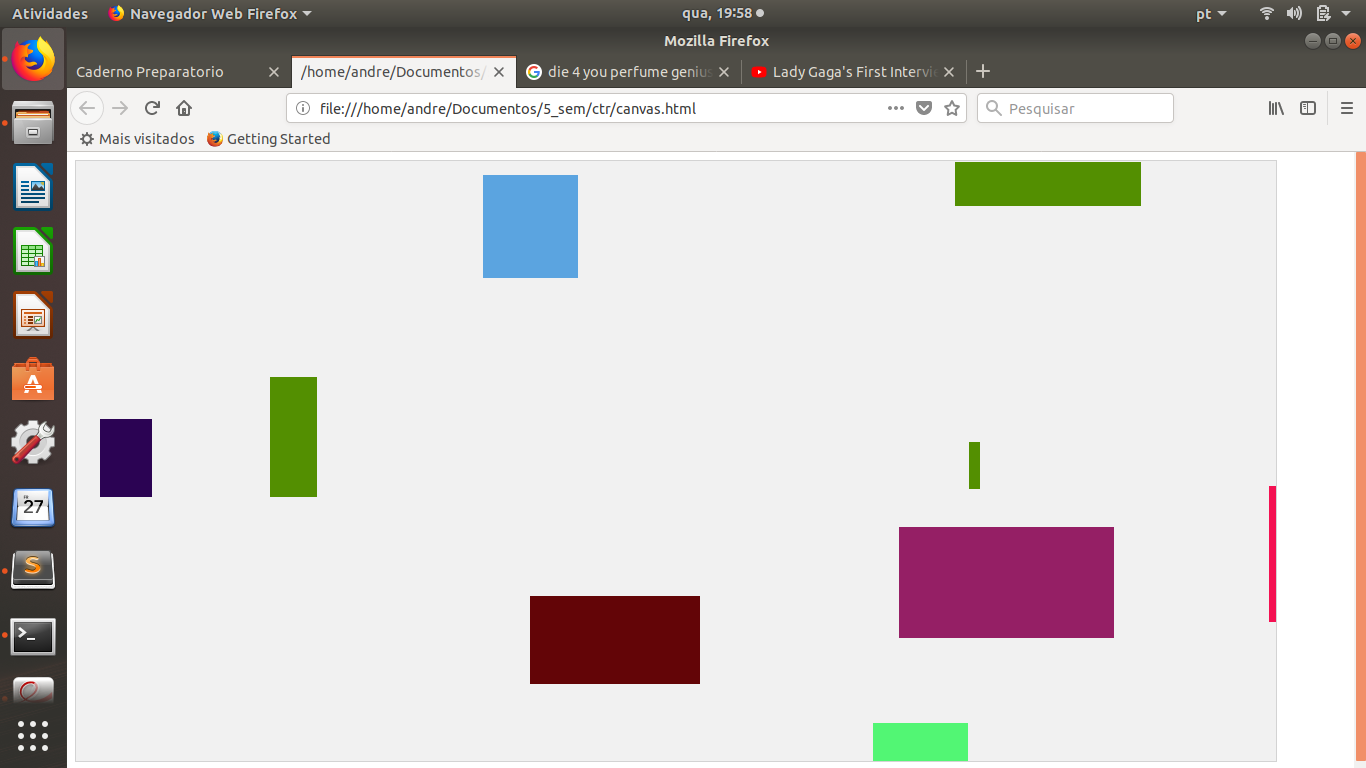 Atividades Navegador Web Firefox qua, 19:58 pt
Mozilla Firefox
Caderno Preparatorio /home/andre/Documentos/ die 4 you perfume genius Lady Gaga's First Intervie
file:///home/andre/Documentos/5_sem/ctr/canvas.html Pesquisar
Mais visitados Getting Started
27
S